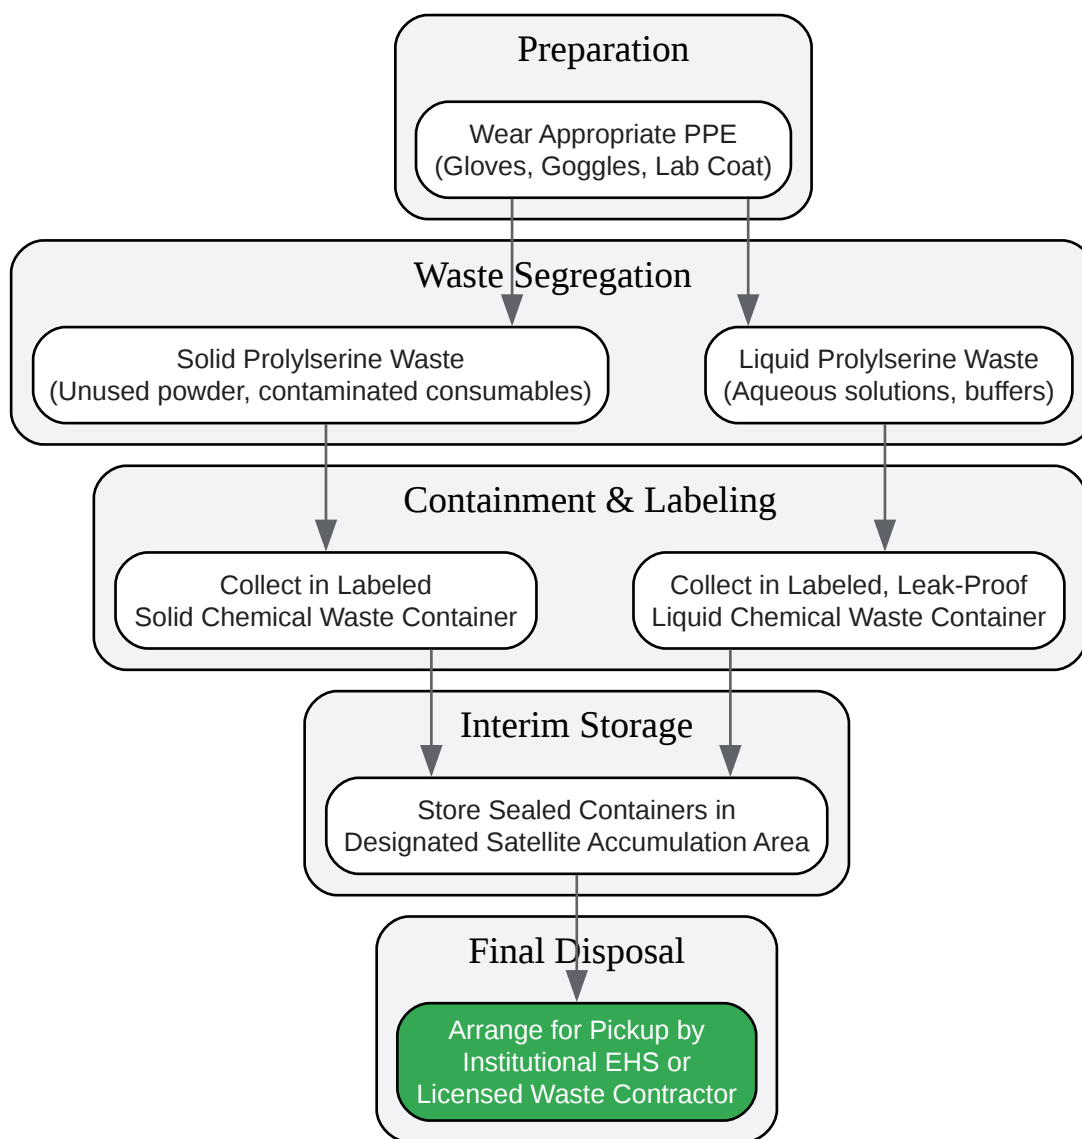 Preparation
Wear Appropriate PPE
(Gloves, Goggles, Lab Coat)
Waste Segregation
Solid Prolylserine Waste
(Unused powder, contaminated consumables)
Liquid Prolylserine Waste
(Aqueous solutions, buffers)
Containment & Labeling
Collect in Labeled
Solid Chemical Waste Container
Collect in Labeled, Leak-Proof
Liquid Chemical Waste Container
Interim Storage
Store Sealed Containers in
Designated Satellite Accumulation Area
Final Disposal
Arrange for Pickup by
Institutional EHS or
Licensed Waste Contractor